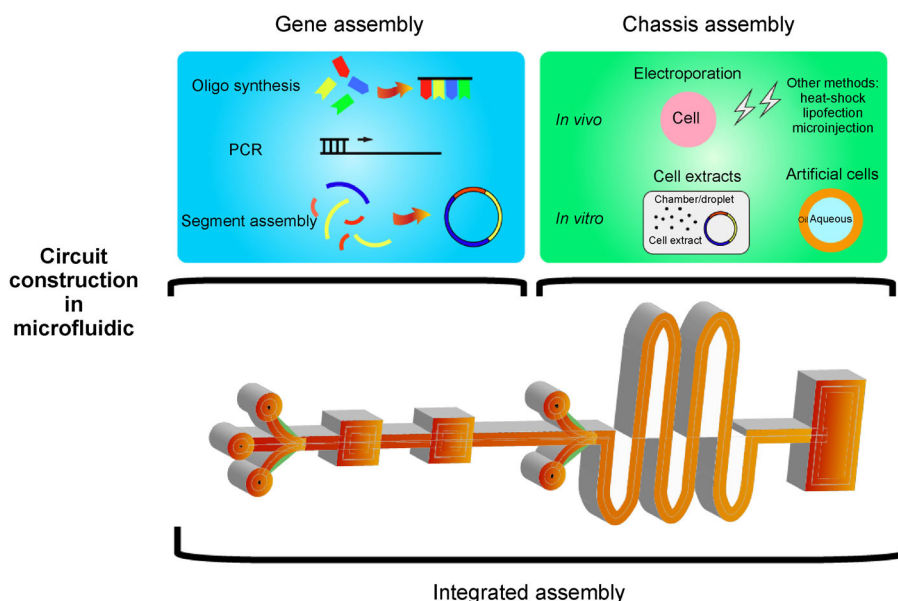 Gene assembly
Chassis assembly
Oligo synthesis
PCR
Segment assembly
Electroporation
Cell
Other methods:
heat-shock
lipofection
microinjection
In vivo
Cell extracts
Artificial cells
In vitro
Chamber/droplet
Cell extract
Oil
Aqueous
Circuit
construction
in
microfluidic
Integrated assembly